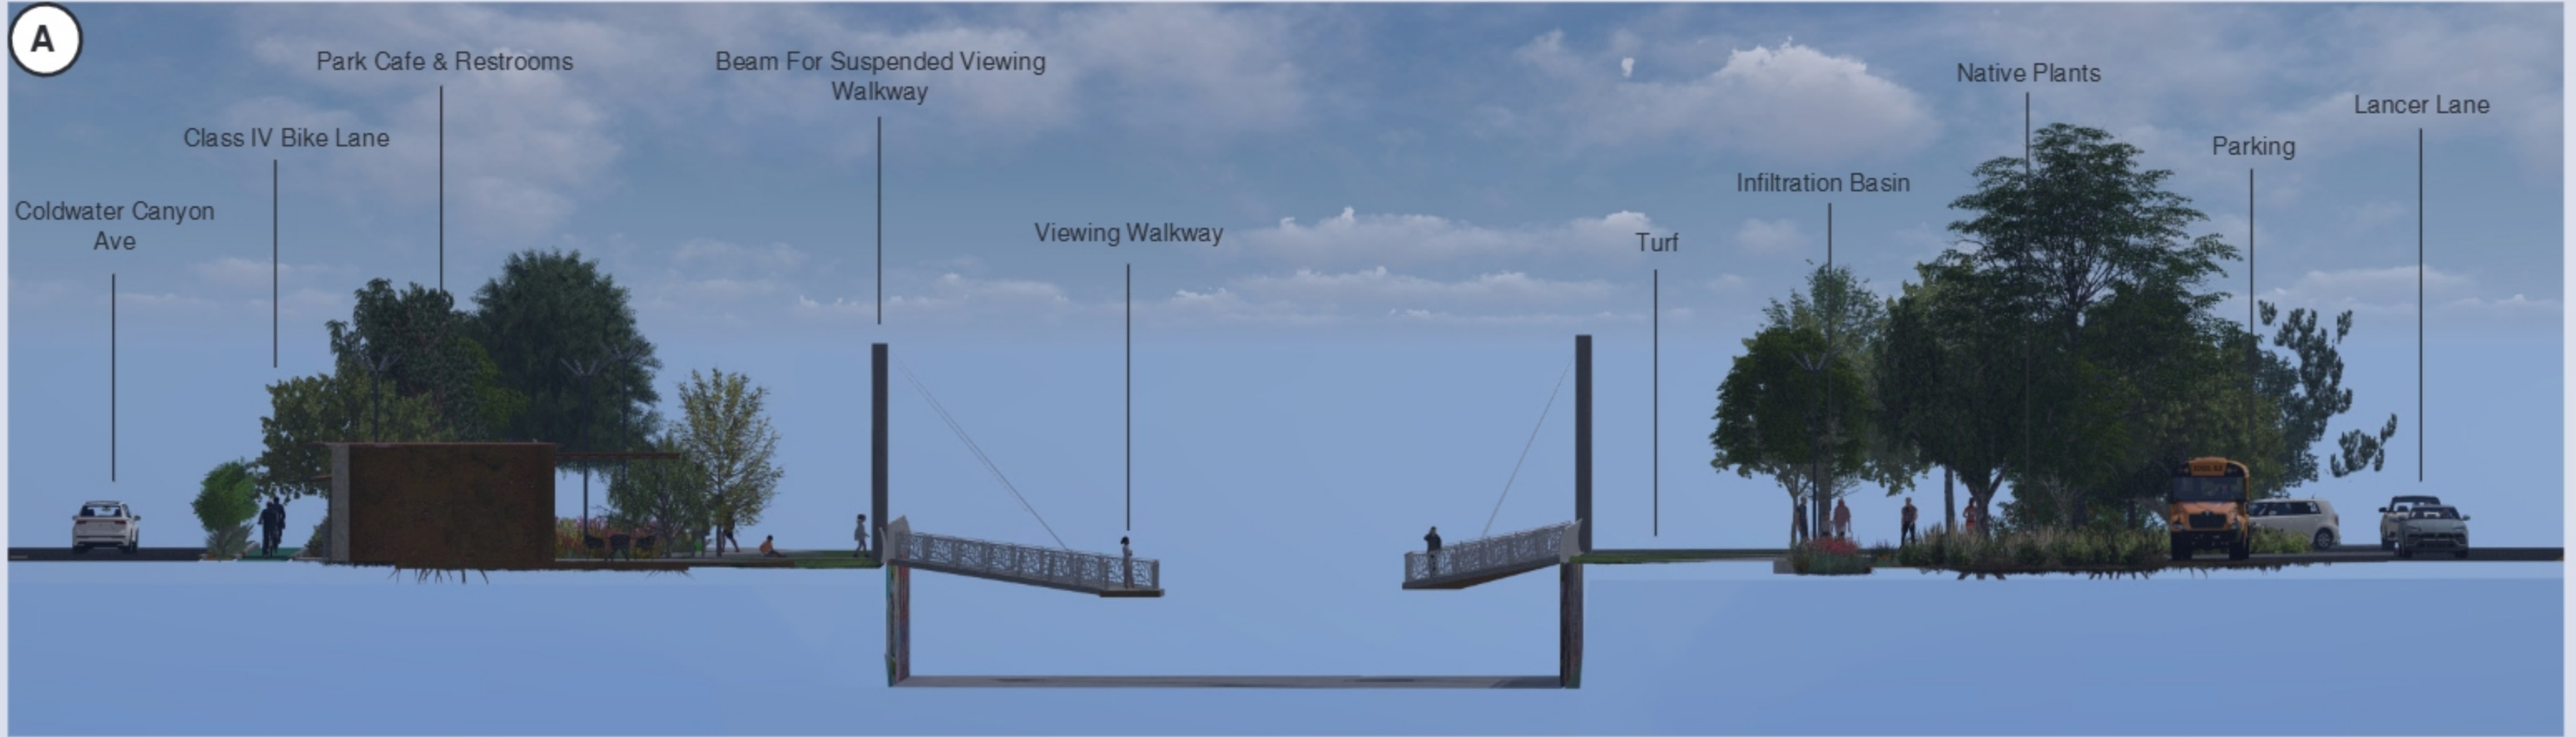 A
Park Cafe & Restrooms
Beam For Suspended Viewing
Walkway
Native Plants
Lancer Lane
Class IV Bike Lane
Parking
Infiltration Basin
Coldwater Canyon
Ave
Viewing Walkway
Turf